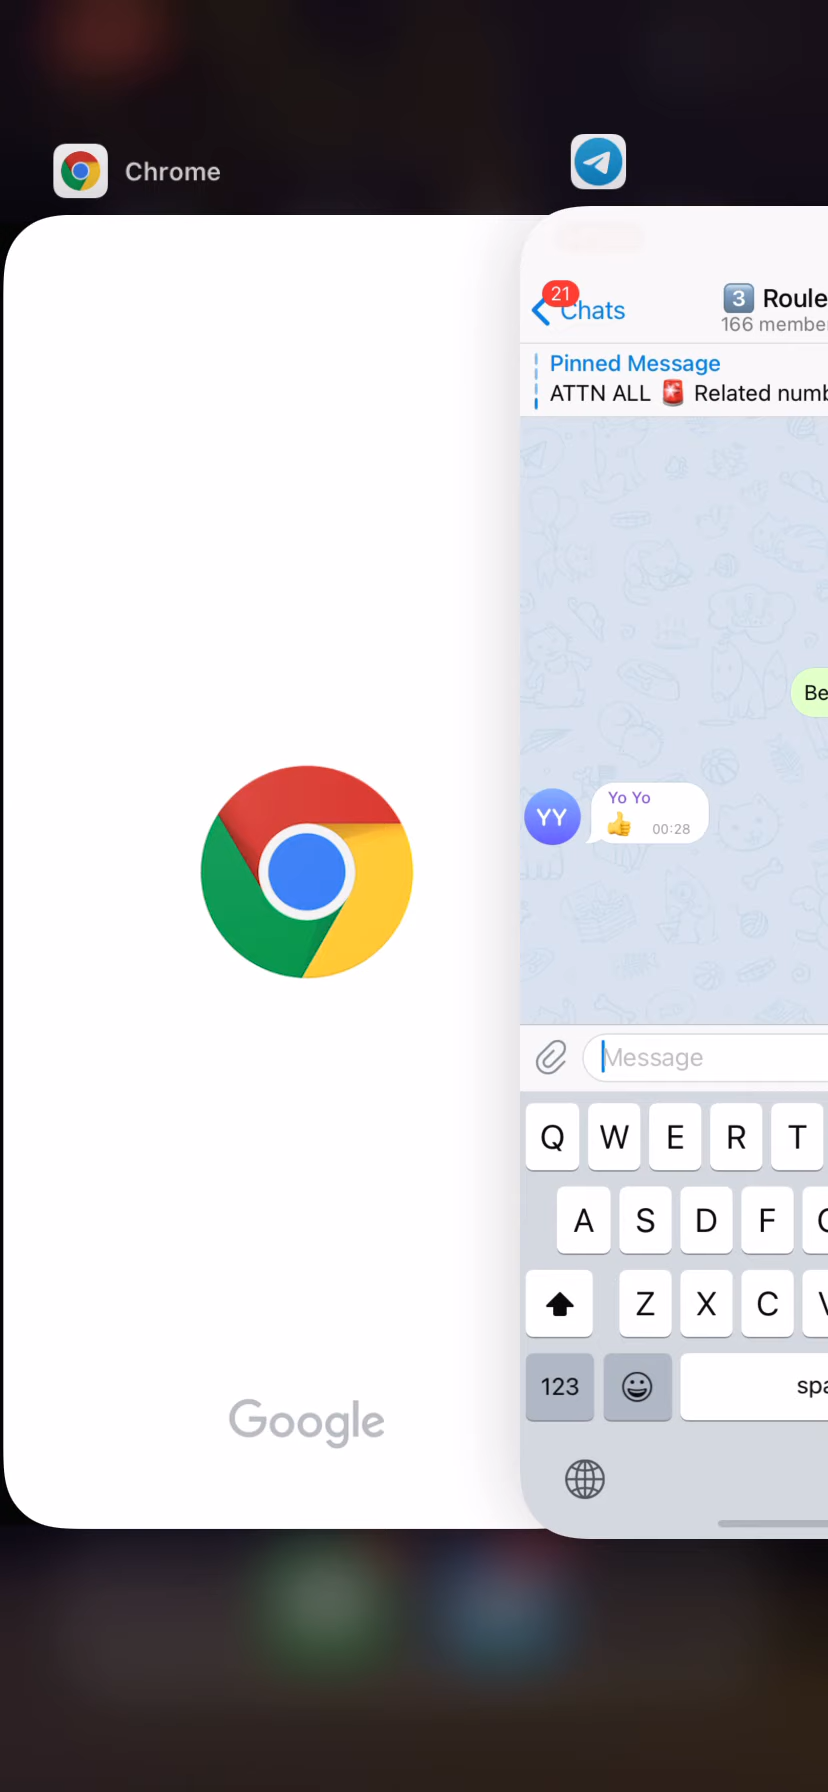 Chrome
21
Chats
3 Roule
166 membe
Pinned Message
ATTN ALL 🚨 Related numb
Be
YY
Yo Yo
👍 00:28
Message
Q W E R T
A S D F
Z X C V
123
spa
Google